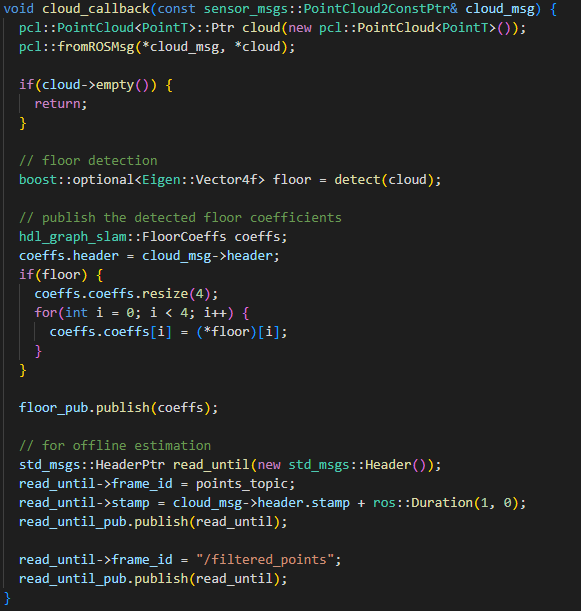 void cloud_callback(const sensor_msgs::PointCloud2ConstPtr& cloud_msg) {
  pcl::PointCloud<PointT>::Ptr cloud(new pcl::PointCloud<PointT>());
  pcl::fromROSMsg(*cloud_msg, *cloud);

  if(cloud->empty()) {
    return;
  }

  // floor detection
  boost::optional<Eigen::Vector4f> floor = detect(cloud);

  // publish the detected floor coefficients
  hdl_graph_slam::FloorCoeffs coeffs;
  coeffs.header = cloud_msg->header;
  if(floor) {
    coeffs.coeffs.resize(4);
    for(int i = 0; i < 4; i++) {
      coeffs.coeffs[i] = (*floor)[i];
    }
  }

  floor_pub.publish(coeffs);

  // for offline estimation
  std_msgs::HeaderPtr read_until(new std_msgs::Header());
  read_until->frame_id = points_topic;
  read_until->stamp = cloud_msg->header.stamp + ros::Duration(1, 0);
  read_until_pub.publish(read_until);

  read_until->frame_id = "/filtered_points";
  read_until_pub.publish(read_until);
}